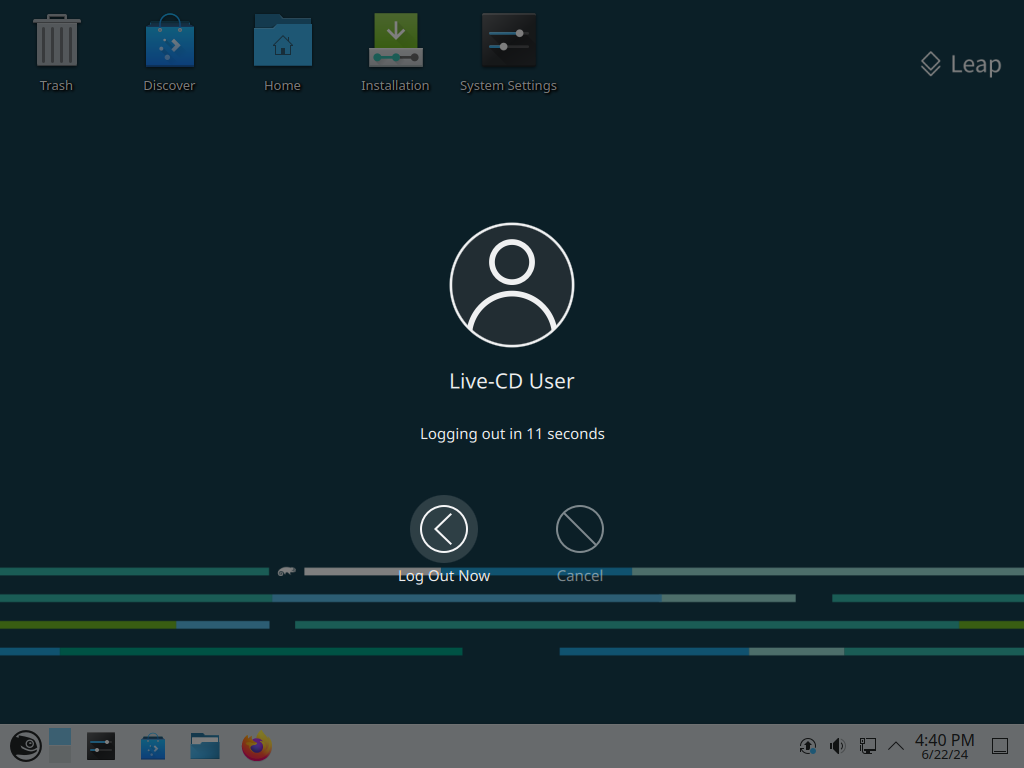 Trash
Discover
Home
Installation
System Settings
Leap
Live-CD User
Logging out in 11 seconds
Log Out Now
Cancel
4:40 PM
6/22/24